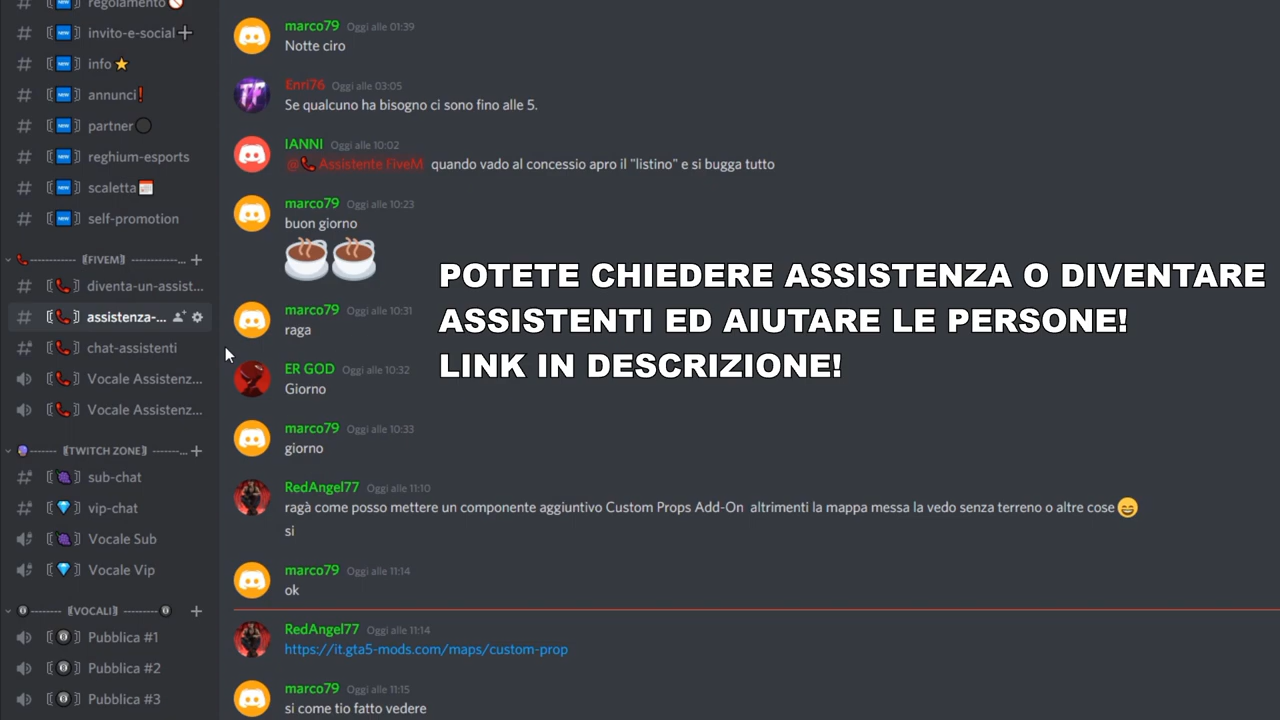 regolamento
invito-e-social
info
annunci
partner
reghium-esports
scaletta
self-promotion
----------- [FIVEM] ------------...
diventa-un-assist...
assistenza-...
chat-assistenti
Vocale Assistenz...
Vocale Assistenz...
------- [TWITCH ZONE] -------...
sub-chat
vip-chat
Vocale Sub
Vocale Vip
-------- [VOCALI] --------
Pubblica #1
Pubblica #2
Pubblica #3
marco79 Oggi alle 01:39
Notte ciro
Enri76 Oggi alle 03:05
Se qualcuno ha bisogno ci sono fino alle 5.
IANNI Oggi alle 10:02
@📞 Assistente FiveM quando vado al concessio apro il "listino" e si bugga tutto
marco79 Oggi alle 10:23
buon giorno
marco79 Oggi alle 10:31
raga
ER GOD Oggi alle 10:32
Giorno
marco79 Oggi alle 10:33
giorno
RedAngel77 Oggi alle 11:10
ragà come posso mettere un componente aggiuntivo Custom Props Add-On altrimenti la mappa messa la vedo senza terreno o altre cose
si
marco79 Oggi alle 11:14
ok
RedAngel77 Oggi alle 11:14
https://it.gta5-mods.com/maps/custom-prop
marco79 Oggi alle 11:15
si come tio fatto vedere
POTETE CHIEDERE ASSISTENZA O DIVENTARE
ASSISTENTI ED AIUTARE LE PERSONE!
LINK IN DESCRIZIONE!